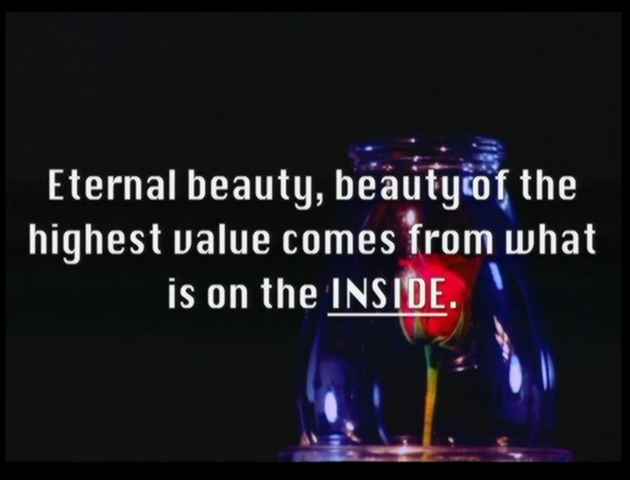 Eternal beauty, beauty of the
highest value comes from what
is on the INSIDE.